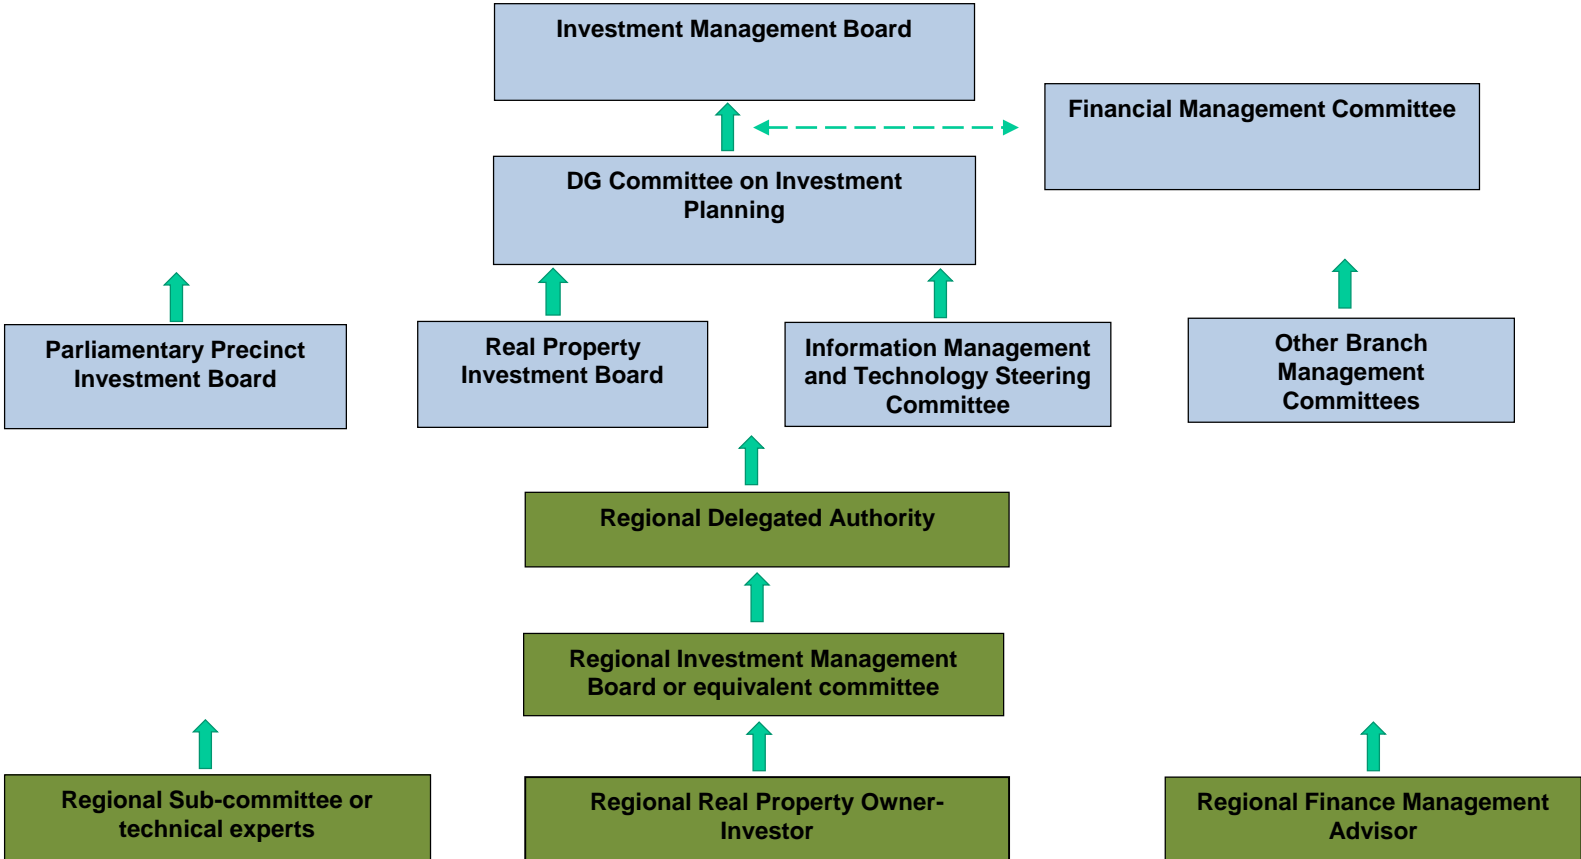 Investment Management Board
Financial Management Committee
DG Committee on Investment
Planning
Parliamentary Precinct
Investment Board
Real Property
Investment Board
Information Management
and Technology Steering
Committee
Other Branch
Management
Committees
Regional Delegated Authority
Regional Investment Management
Board or equivalent committee
Regional Sub-committee or
technical experts
Regional Real Property Owner-
Investor
Regional Finance Management
Advisor